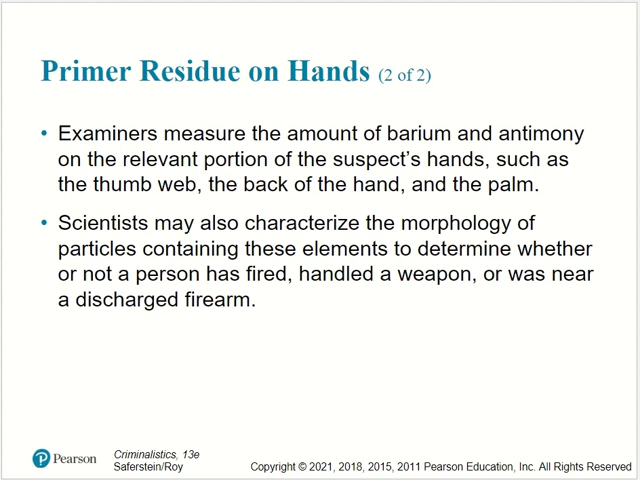 Primer Residue on Hands (2 of 2)
• Examiners measure the amount of barium and antimony
on the relevant portion of the suspect's hands, such as
the thumb web, the back of the hand, and the palm.
• Scientists may also characterize the morphology of
particles containing these elements to determine whether
or not a person has fired, handled a weapon, or was near
a discharged firearm.
Pearson
Criminalistics, 13e
Saferstein/Roy
Copyright © 2021, 2018, 2015, 2011 Pearson Education, Inc. All Rights Reserved